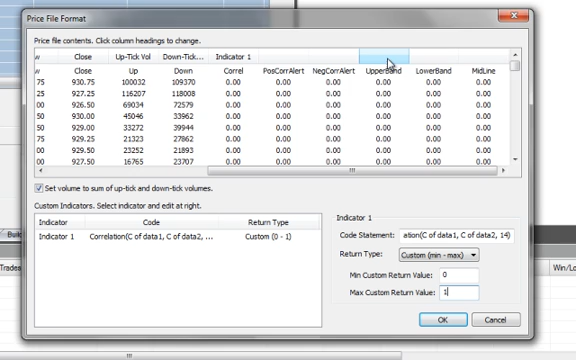 Price File Format
Price file contents. Click column headings to change.
w Close Up-Tick Vol Down-Tick... Indicator 1
w Close Up Down Correl PosCorrAlert NegCorrAlert UpperBand LowerBand MidLine
75 930.75 100032 109370 0.00 0.00 0.00 0.00 0.00 0.00
25 927.25 116207 118008 0.00 0.00 0.00 0.00 0.00 0.00
00 926.50 69034 72579 0.00 0.00 0.00 0.00 0.00 0.00
50 930.00 45046 33962 0.00 0.00 0.00 0.00 0.00 0.00
50 929.00 33272 39944 0.00 0.00 0.00 0.00 0.00 0.00
75 929.25 21323 27862 0.00 0.00 0.00 0.00 0.00 0.00
50 929.50 23252 21893 0.00 0.00 0.00 0.00 0.00 0.00
00 927.50 16765 23707 0.00 0.00 0.00 0.00 0.00 0.00
Set volume to sum of up-tick and down-tick volumes.
Custom Indicators. Select indicator and edit at right.
Indicator Code Return Type
Indicator 1 Correlation(C of data1, C of data2, ... Custom (0 - 1)
Indicator 1
Code Statement: ation(C of data1, C of data2, 14)
Return Type: Custom (min - max)
Min Custom Return Value: 0
Max Custom Return Value: 1
OK Cancel
Build
Tradea
Win/Lo